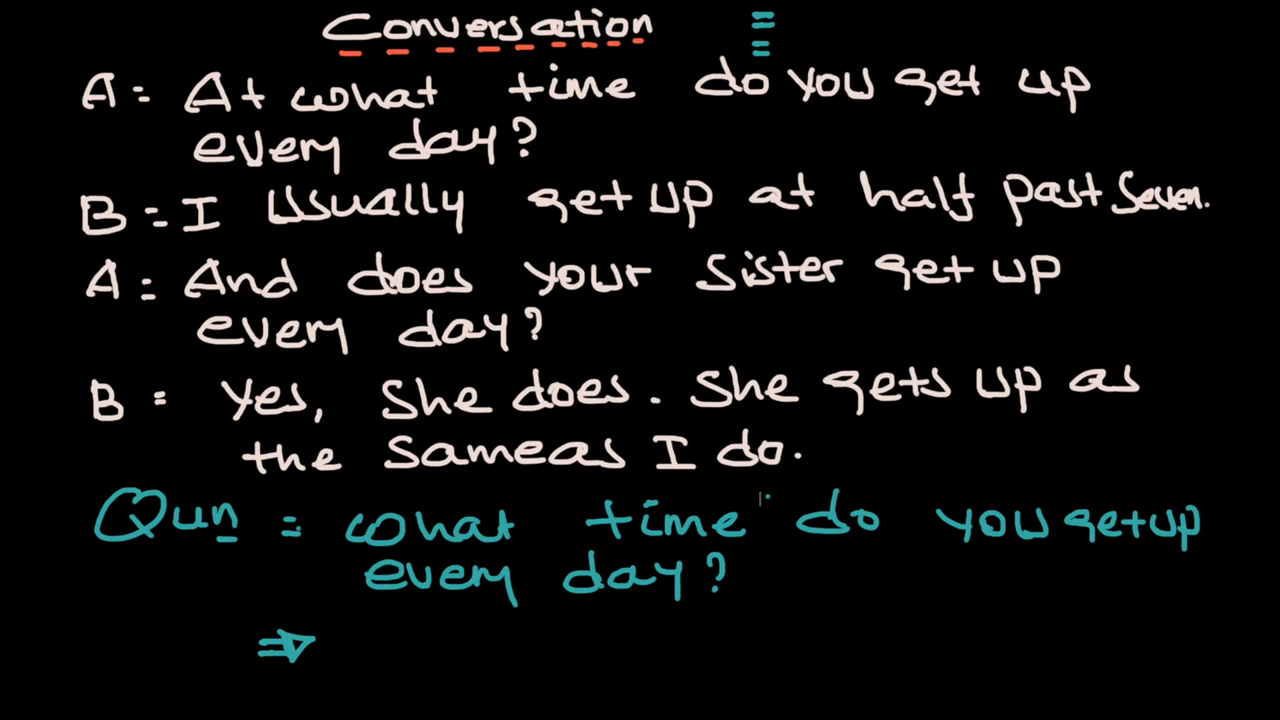 Conversation
A = At what time do you get up
every day?
B = I usually get up at half past seven.
A = And does your sister get up
every day?
B = Yes, She does. She gets up as
the same as I do.
Qun = what time do you get up
every day?
⇒